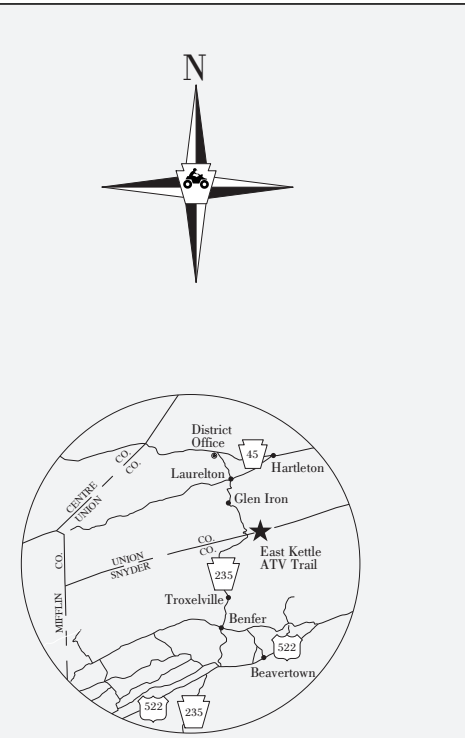 N
District
Office
45
CO.
CO.
Laurelton
Hartleton
CENTRE
UNION
Glen Iron
CO.
CO.
CO.
UNION
SNYDER
East Kettle
ATV Trail
235
MIFFLIN
Troxelville
Benfer
522
Beavertown
522
235